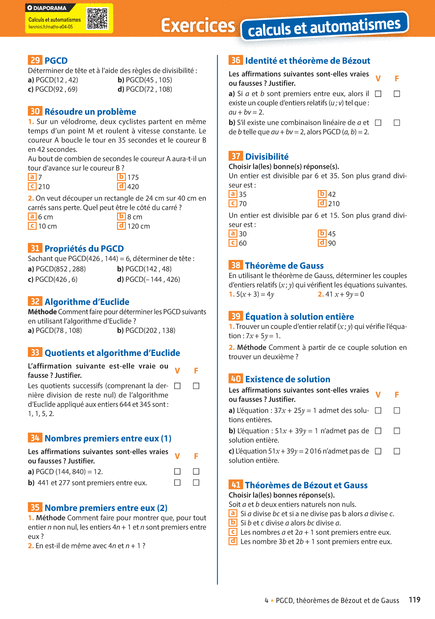 DIAPORAMA
Calculs et automatismes
lienmini.fr/maths-e04-05
Exercices calculs et automatismes
29 PGCD
Déterminer de tête et à l'aide des règles de divisibilité :
a) PGCD(12 , 42) b) PGCD(45 , 105)
c) PGCD(92 , 69) d) PGCD(72 , 108)
30 Résoudre un problème
1. Sur un vélodrome, deux cyclistes partent en même
temps d'un point M et roulent à vitesse constante. Le
coureur A boucle le tour en 35 secondes et le coureur B
en 42 secondes.
Au bout de combien de secondes le coureur A aura-t-il un
tour d'avance sur le coureur B ?
a 7 b 175
c 210 d 420
2. On veut découper un rectangle de 24 cm sur 40 cm en
carrés sans perte. Quel peut être le côté du carré ?
a 6 cm b 8 cm
c 10 cm d 120 cm
31 Propriétés du PGCD
Sachant que PGCD(426 , 144) = 6, déterminer de tête :
a) PGCD(852 , 288) b) PGCD(142 , 48)
c) PGCD(426 , 6) d) PGCD(– 144 , 426)
32 Algorithme d'Euclide
Méthode Comment faire pour déterminer les PGCD suivants
en utilisant l'algorithme d'Euclide ?
a) PGCD(78 , 108) b) PGCD(202 , 138)
33 Quotients et algorithme d'Euclide
L'affirmation suivante est-elle vraie ou V F
fausse ? Justifier.
Les quotients successifs (comprenant la der-
nière division de reste nul) de l'algorithme
d'Euclide appliqué aux entiers 644 et 345 sont :
1, 1, 5, 2.
34 Nombres premiers entre eux (1)
Les affirmations suivantes sont-elles vraies V F
ou fausses ? Justifier.
a) PGCD (144, 840) = 12.
b) 441 et 277 sont premiers entre eux.
35 Nombre premiers entre eux (2)
1. Méthode Comment faire pour montrer que, pour tout
entier n non nul, les entiers 4n + 1 et n sont premiers entre
eux ?
2. En est-il de même avec 4n et n + 1 ?
36 Identité et théorème de Bézout
Les affirmations suivantes sont-elles vraies V F
ou fausses ? Justifier.
a) Si a et b sont premiers entre eux, alors il
existe un couple d'entiers relatifs (u ; v) tel que :
au + bv = 2.
b) S'il existe une combinaison linéaire de a et
de b telle que au + bv = 2, alors PGCD (a, b) = 2.
37 Divisibilité
Choisir la(les) bonne(s) réponse(s).
Un entier est divisible par 6 et 35. Son plus grand divi-
seur est :
a 35 b 42
c 70 d 210
Un entier est divisible par 6 et 15. Son plus grand divi-
seur est :
a 30 b 45
c 60 d 90
38 Théorème de Gauss
En utilisant le théorème de Gauss, déterminer les couples
d'entiers relatifs (x ; y) qui vérifient les équations suivantes.
1. 5(x + 3) = 4y 2. 41 x + 9y = 0
39 Équation à solution entière
1. Trouver un couple d'entier relatif (x ; y) qui vérifie l'équa-
tion : 7x + 5y = 1.
2. Méthode Comment à partir de ce couple solution en
trouver un deuxième ?
40 Existence de solution
Les affirmations suivantes sont-elles vraies V F
ou fausses ? Justifier.
a) L'équation : 37x + 25y = 1 admet des solu-
tions entières.
b) L'équation : 51x + 39y = 1 n'admet pas de
solution entière.
c) L'équation 51x + 39y = 2 016 n'admet pas de
solution entière.
41 Théorèmes de Bézout et Gauss
Choisir la(les) bonnes réponse(s).
Soit a et b deux entiers naturels non nuls.
a Si a divise bc et si a ne divise pas b alors a divise c.
b Si b et c divise a alors bc divise a.
c Les nombres a et 2a + 1 sont premiers entre eux.
d Les nombre 3b et 2b + 1 sont premiers entre eux.
4 • PGCD, théorèmes de Bézout et de Gauss 119